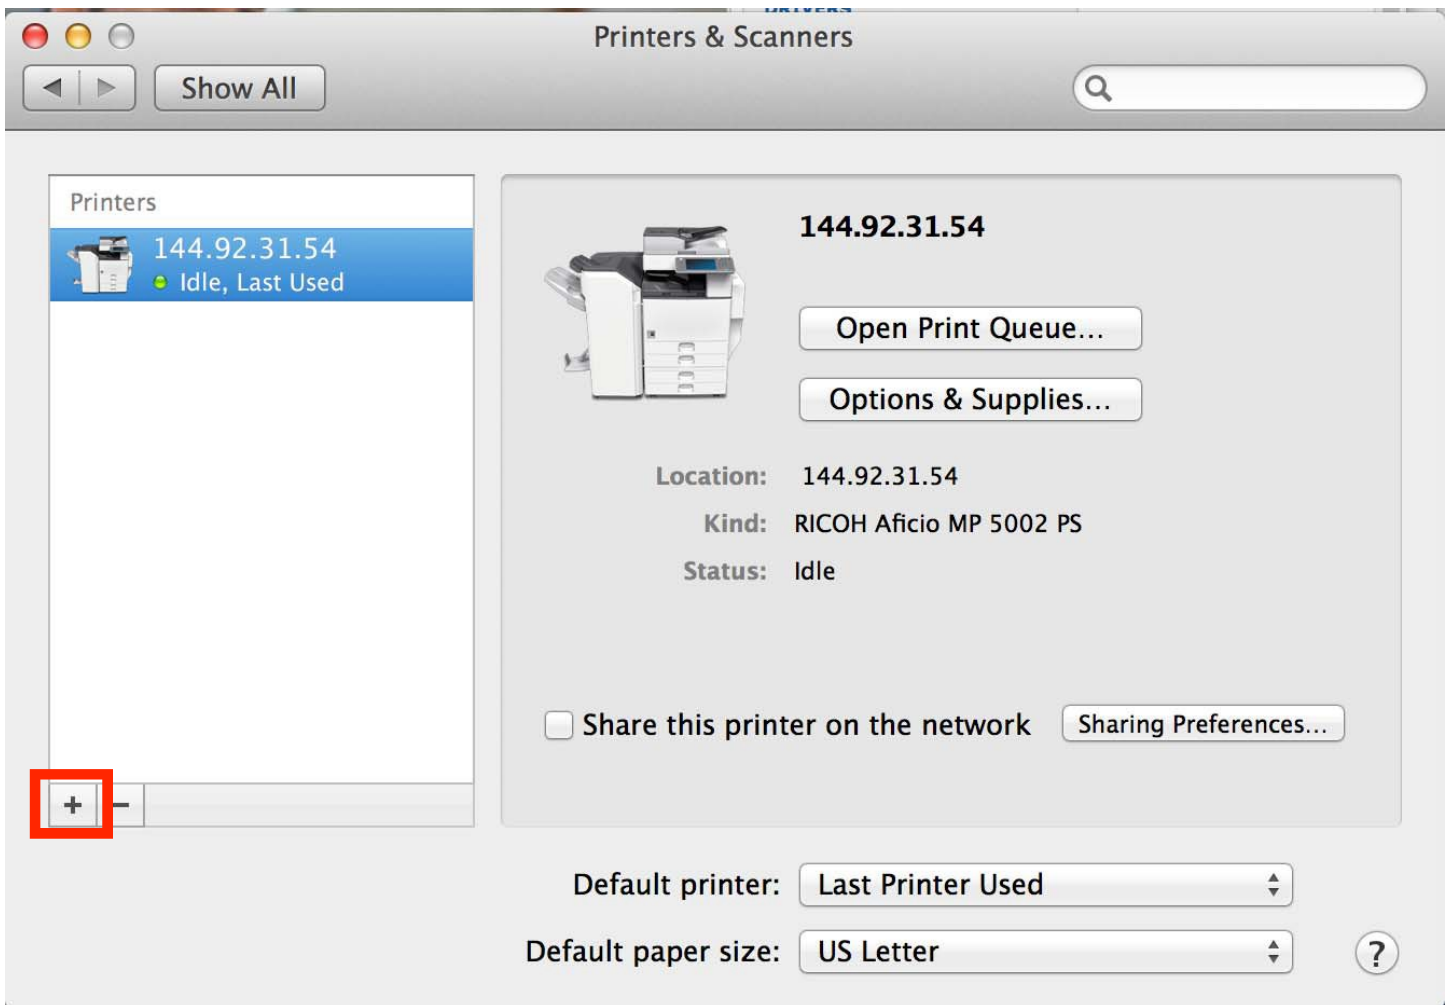 DRIVERS
Printers & Scanners
Show All
Printers
144.92.31.54
Idle, Last Used
144.92.31.54
Open Print Queue...
Options & Supplies...
Location: 144.92.31.54
Kind: RICOH Aficio MP 5002 PS
Status: Idle
Share this printer on the network Sharing Preferences...
+ −
Default printer: Last Printer Used
Default paper size: US Letter ?